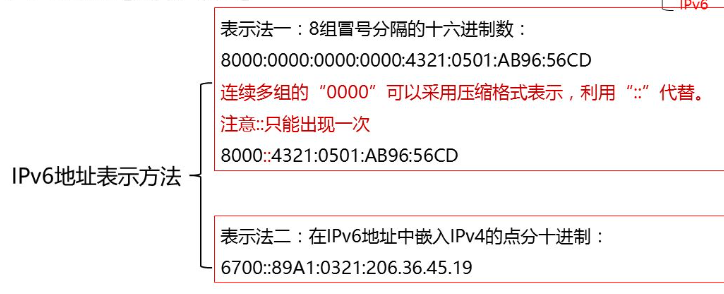 IPv6
表示法一：8组冒号分隔的十六进制数：
8000:0000:0000:0000:4321:0501:AB96:56CD
连续多组的“0000”可以采用压缩格式表示，利用“::”代替。
注意::只能出现一次
8000::4321:0501:AB96:56CD
IPv6地址表示方法
表示法二：在IPv6地址中嵌入IPv4的点分十进制：
6700::89A1:0321:206.36.45.19